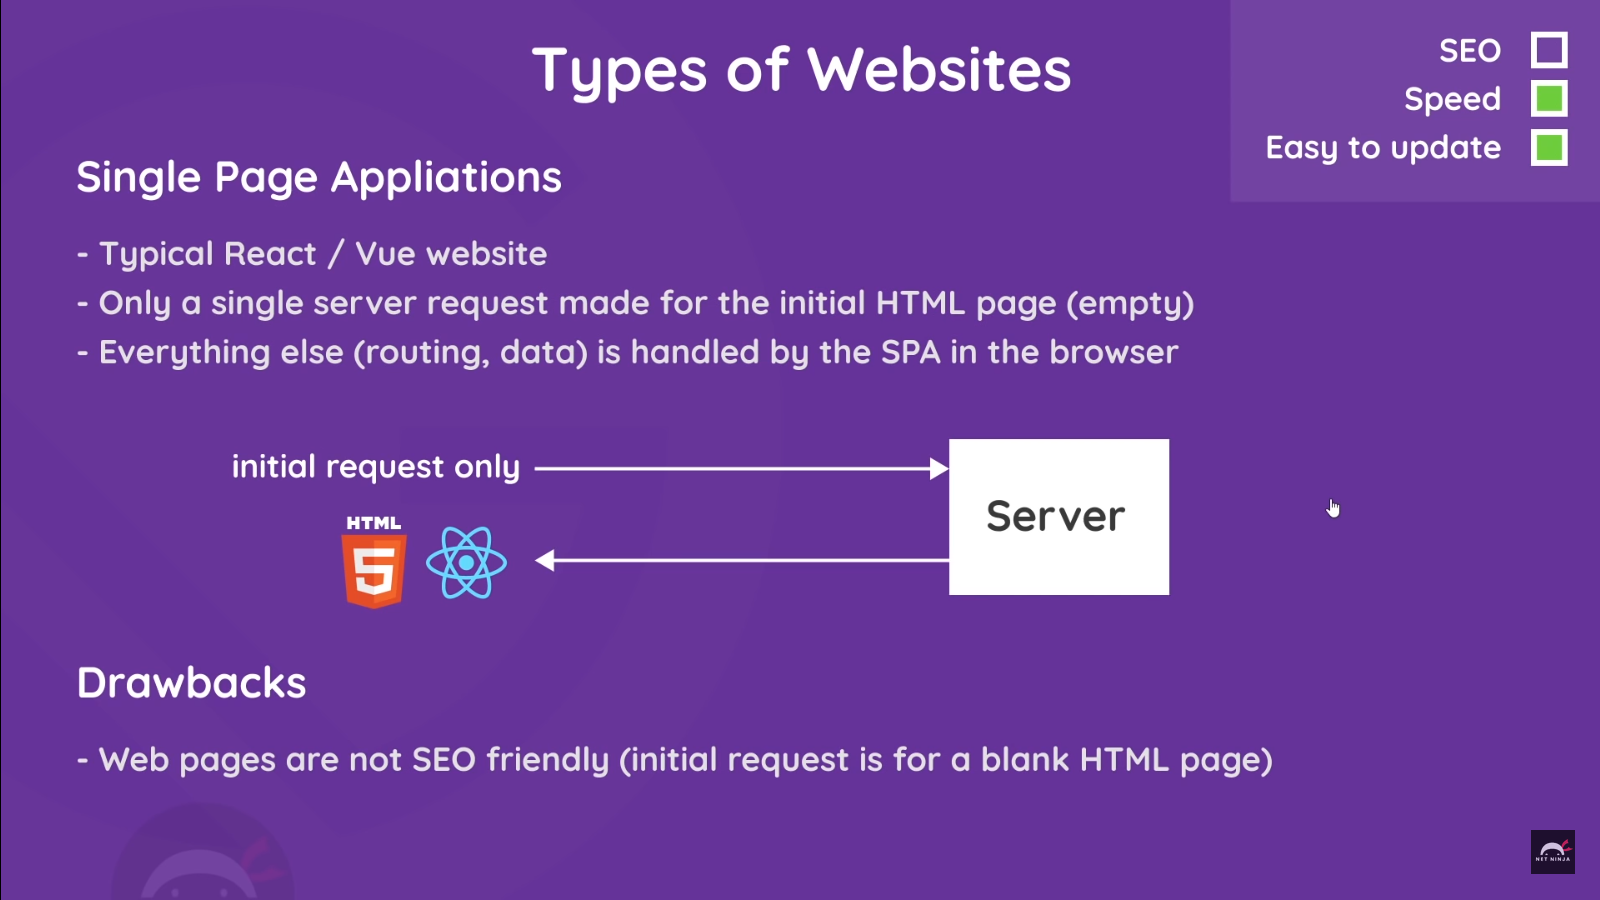 Types of Websites
SEO
Speed
Easy to update
Single Page Appliations
- Typical React / Vue website
- Only a single server request made for the initial HTML page (empty)
- Everything else (routing, data) is handled by the SPA in the browser
initial request only
Server
HTML
5
Drawbacks
- Web pages are not SEO friendly (initial request is for a blank HTML page)
NET NINJA